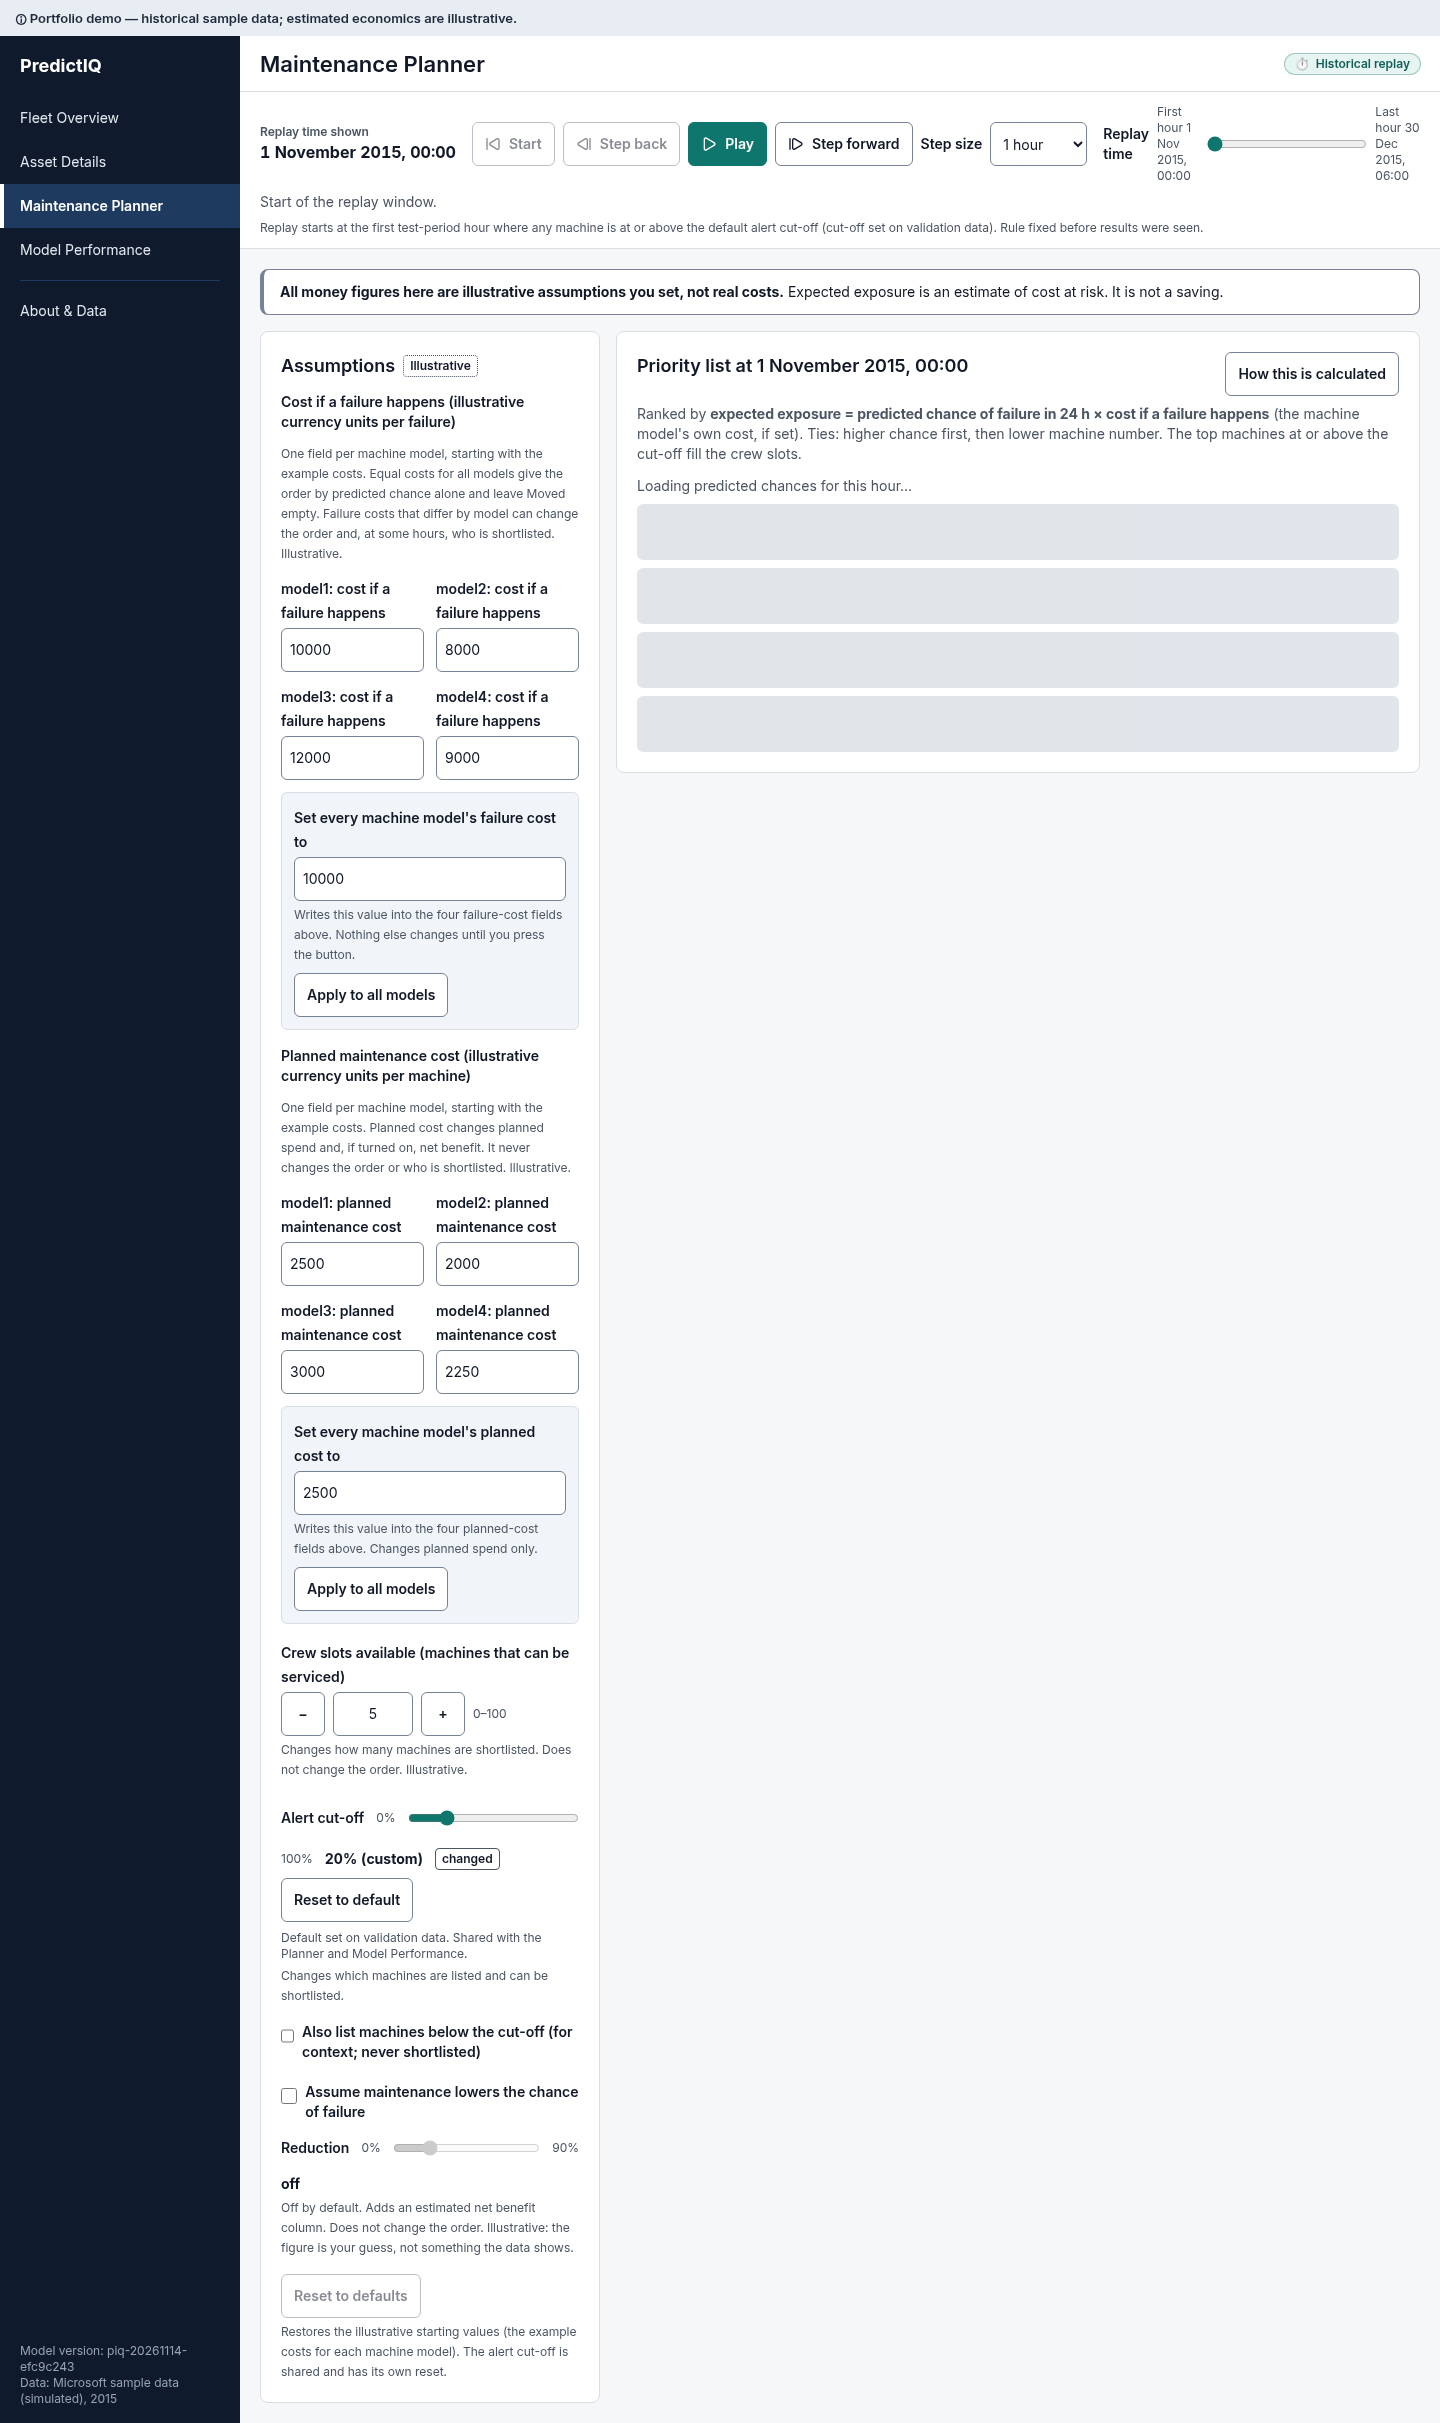 Portfolio demo — historical sample data; estimated economics are illustrative.
PredictIQ
Fleet Overview
Asset Details
Maintenance Planner
Model Performance
About & Data
Model version: piq-20261114-
efc9c243
Data: Microsoft sample data
(simulated), 2015
Maintenance Planner
Historical replay
Replay time shown
1 November 2015, 00:00
Start
Step back
Play
Step forward
Step size
1 hour
Replay
time
First
hour 1
Nov
2015,
00:00
Last
hour 30
Dec
2015,
06:00
Start of the replay window.
Replay starts at the first test-period hour where any machine is at or above the default alert cut-off (cut-off set on validation data). Rule fixed before results were seen.
All money figures here are illustrative assumptions you set, not real costs. Expected exposure is an estimate of cost at risk. It is not a saving.
Assumptions
Illustrative
Cost if a failure happens (illustrative
currency units per failure)
One field per machine model, starting with the
example costs. Equal costs for all models give the
order by predicted chance alone and leave Moved
empty. Failure costs that differ by model can change
the order and, at some hours, who is shortlisted.
Illustrative.
model1: cost if a
failure happens
10000
model2: cost if a
failure happens
8000
model3: cost if a
failure happens
12000
model4: cost if a
failure happens
9000
Set every machine model's failure cost
to
10000
Writes this value into the four failure-cost fields
above. Nothing else changes until you press
the button.
Apply to all models
Planned maintenance cost (illustrative
currency units per machine)
One field per machine model, starting with the
example costs. Planned cost changes planned
spend and, if turned on, net benefit. It never
changes the order or who is shortlisted. Illustrative.
model1: planned
maintenance cost
2500
model2: planned
maintenance cost
2000
model3: planned
maintenance cost
3000
model4: planned
maintenance cost
2250
Set every machine model's planned
cost to
2500
Writes this value into the four planned-cost
fields above. Changes planned spend only.
Apply to all models
Crew slots available (machines that can be
serviced)
− 5 + 0–100
Changes how many machines are shortlisted. Does
not change the order. Illustrative.
Alert cut-off 0%
100% 20% (custom) changed
Reset to default
Default set on validation data. Shared with the
Planner and Model Performance.
Changes which machines are listed and can be
shortlisted.
Also list machines below the cut-off (for
context; never shortlisted)
Assume maintenance lowers the chance
of failure
Reduction 0% 90%
off
Off by default. Adds an estimated net benefit
column. Does not change the order. Illustrative: the
figure is your guess, not something the data shows.
Reset to defaults
Restores the illustrative starting values (the example
costs for each machine model). The alert cut-off is
shared and has its own reset.
Priority list at 1 November 2015, 00:00
How this is calculated
Ranked by expected exposure = predicted chance of failure in 24 h × cost if a failure happens (the machine
model's own cost, if set). Ties: higher chance first, then lower machine number. The top machines at or above the
cut-off fill the crew slots.
Loading predicted chances for this hour...